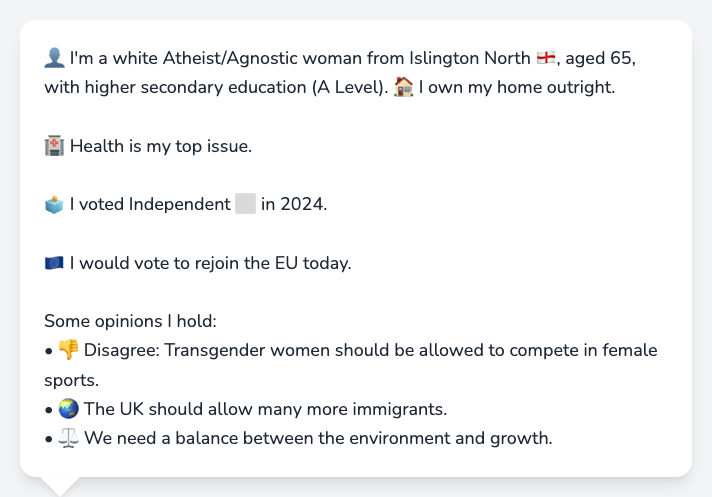 👤 I'm a white Atheist/Agnostic woman from Islington North 🏴󠁧󠁢󠁥󠁮󠁧󠁿, aged 65,
with higher secondary education (A Level). 🏠 I own my home outright.
🏥 Health is my top issue.
🗳️ I voted Independent ⬜ in 2024.
🇪🇺 I would vote to rejoin the EU today.
Some opinions I hold:
• 👎 Disagree: Transgender women should be allowed to compete in female
sports.
• 🌏 The UK should allow many more immigrants.
• ⚖️ We need a balance between the environment and growth.